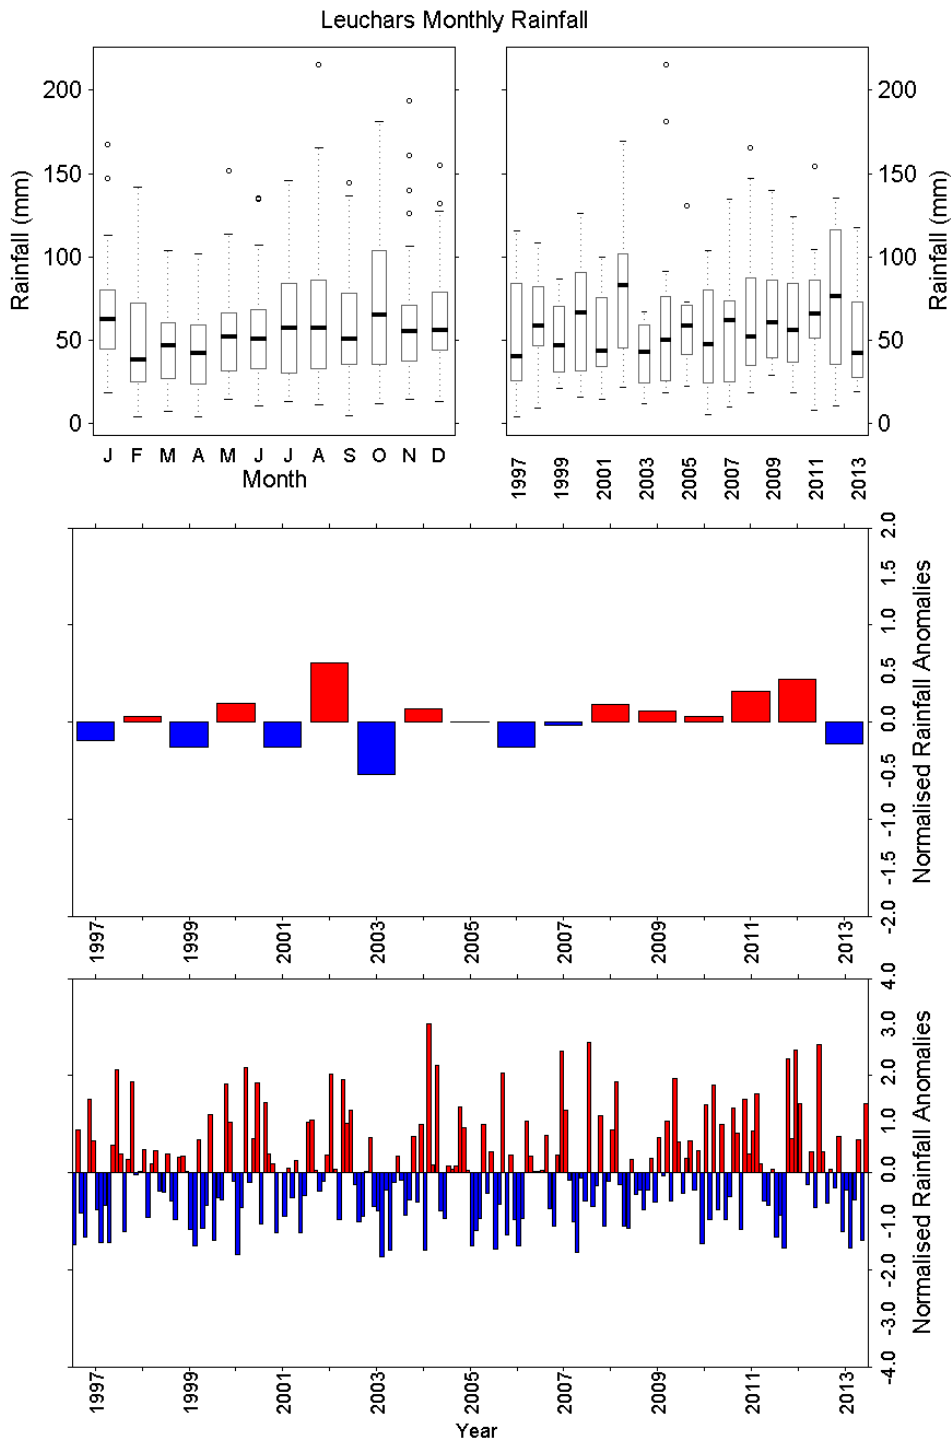 Leuchars Monthly Rainfall
Rainfall (mm)
200
150
100
50
0
J F M A M J J A S O N D
Month
200
150
100
50
0
Rainfall (mm)
1997 1999 2001 2003 2005 2007 2009 2011 2013
2.0
1.5
1.0
0.5
0.0
-0.5
-1.0
-1.5
-2.0
Normalised Rainfall Anomalies
1997 1999 2001 2003 2005 2007 2009 2011 2013
4.0
3.0
2.0
1.0
0.0
-1.0
-2.0
-3.0
-4.0
Normalised Rainfall Anomalies
1997 1999 2001 2003 2005 2007 2009 2011 2013
Year